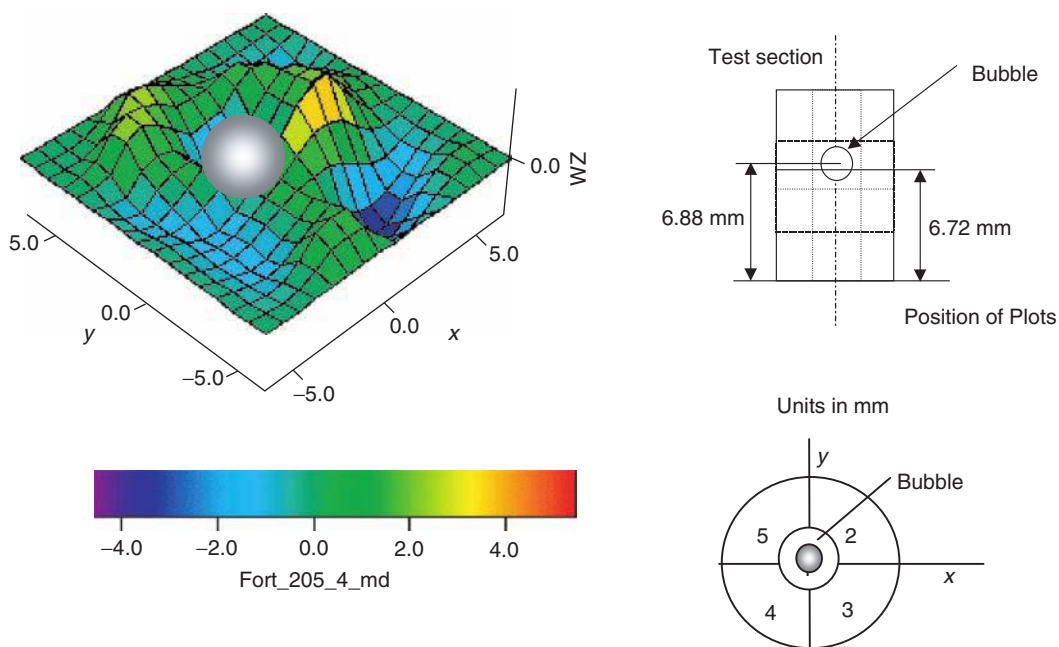 5.0
0.0
−5.0
y
−5.0
0.0
5.0
x
0.0
WZ
−4.0 −2.0 0.0 2.0 4.0
Fort_205_4_md
Test section
Bubble
6.88 mm
6.72 mm
Position of Plots
Units in mm
y
Bubble
5 2
x
4 3